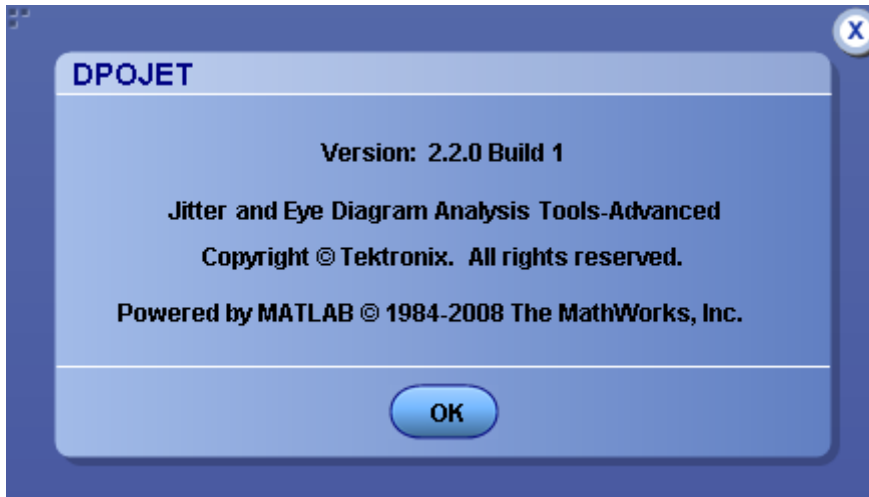 X
DPOJET
Version: 2.2.0 Build 1
Jitter and Eye Diagram Analysis Tools-Advanced
Copyright © Tektronix. All rights reserved.
Powered by MATLAB © 1984-2008 The MathWorks, Inc.
OK